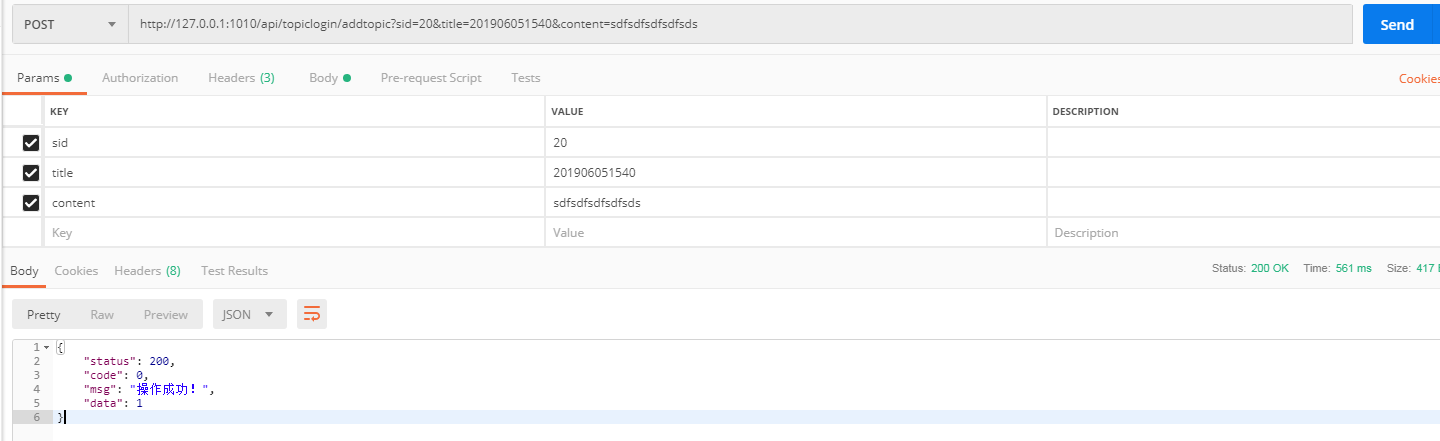 POST http://127.0.0.1:1010/api/topiclogin/addtopic?sid=20&title=201906051540&content=sdfsdfsdfsdfsds Send
Params Authorization Headers (3) Body Pre-request Script Tests Cookies
KEY VALUE DESCRIPTION
sid 20
title 201906051540
content sdfsdfsdfsdfsds
Key Value Description
Body Cookies Headers (8) Test Results Status: 200 OK Time: 561 ms Size: 417
Pretty Raw Preview JSON
1 {
2 "status": 200,
3 "code": 0,
4 "msg": "操作成功！",
5 "data": 1
6 }